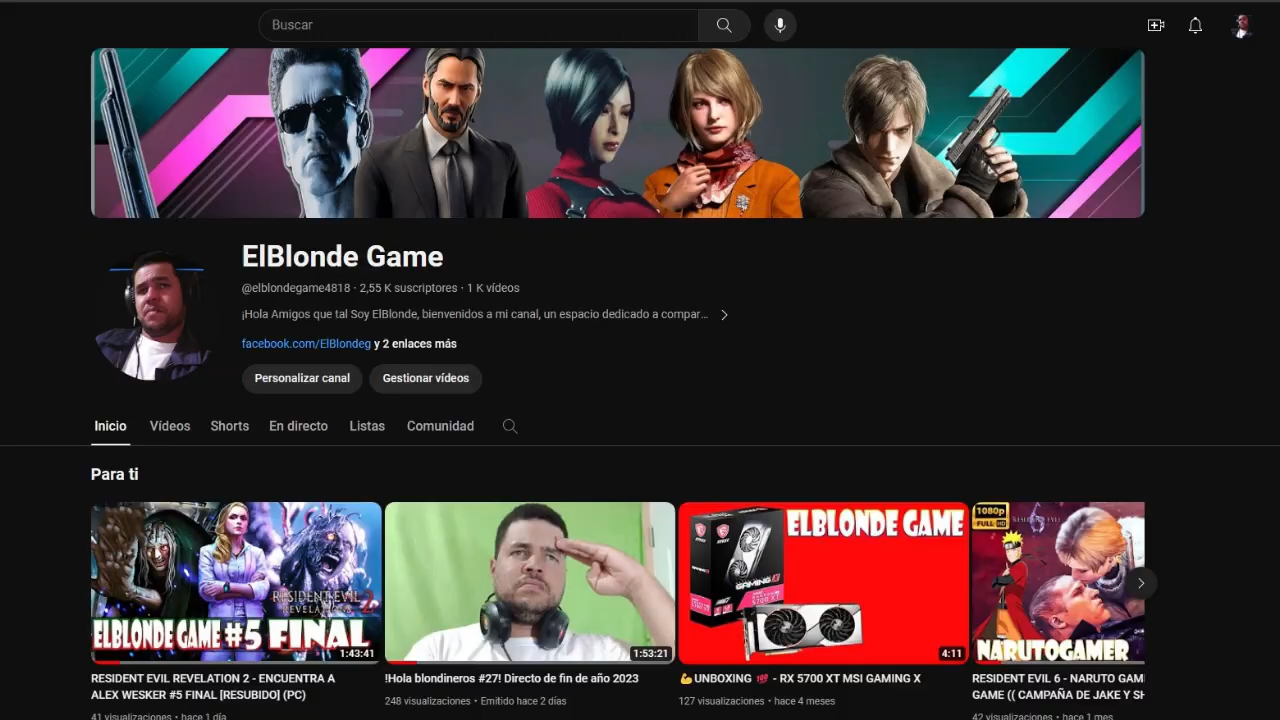 Buscar
ElBlonde Game
@elblondegame4818 · 2,55 K suscriptores · 1 K vídeos
¡Hola Amigos que tal Soy ElBlonde, bienvenidos a mi canal, un espacio dedicado a compar...
facebook.com/ElBlondeg y 2 enlaces más
Personalizar canal Gestionar vídeos
Inicio Vídeos Shorts En directo Listas Comunidad
Para ti
RESIDENT EVIL
REVELATIONS 2
ELBLONDE GAME #5 FINAL
1:43:41
RESIDENT EVIL REVELATION 2 - ENCUENTRA A
ALEX WESKER #5 FINAL [RESUBIDO] (PC)
41 visualizaciones • hace 1 día
1:53:21
!Hola blondineros #27! Directo de fin de año 2023
248 visualizaciones • Emitido hace 2 días
ELBLONDE GAME
GAMING X
4:11
💪UNBOXING 💯 - RX 5700 XT MSI GAMING X
127 visualizaciones • hace 4 meses
1080p
FULL HD
NARUTOGAMER
RESIDENT EVIL 6 - NARUTO GAM
GAME (( CAMPAÑA DE JAKE Y SH
42 visualizaciones • hace 1 mes